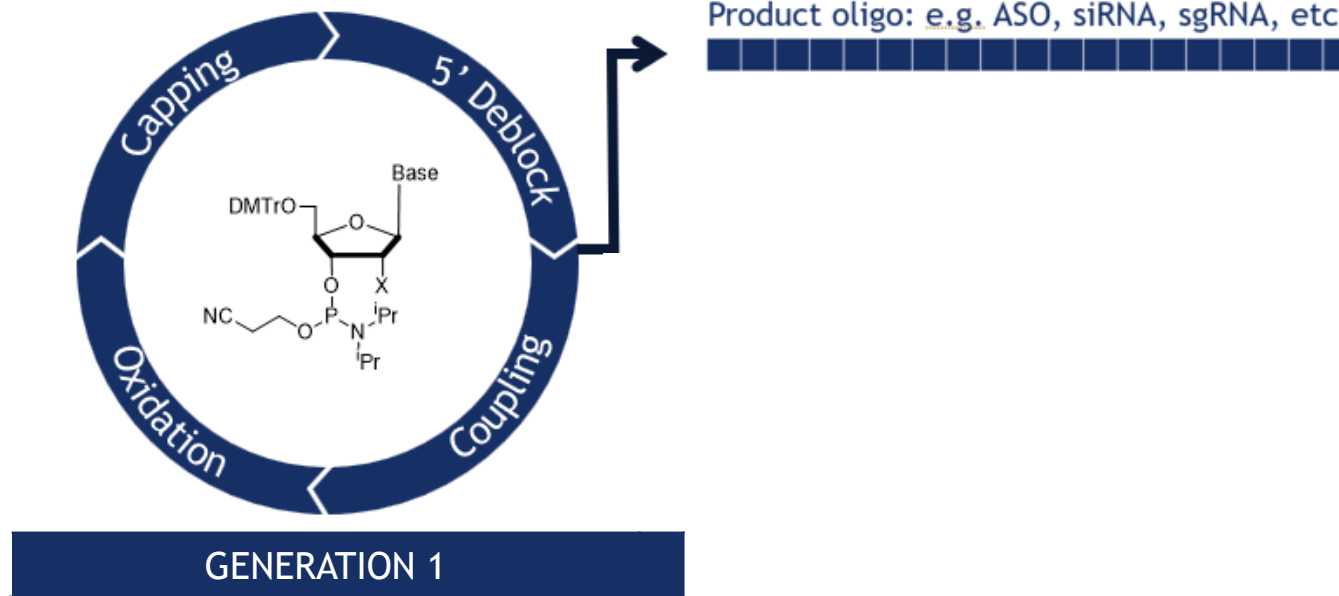 Product oligo: e.g. ASO, siRNA, sgRNA, etc
Capping
5’ Deblock
Base
DMTrO
O
O
X
NC
O
P
N
iPr
iPr
Oxidation
Coupling
GENERATION 1